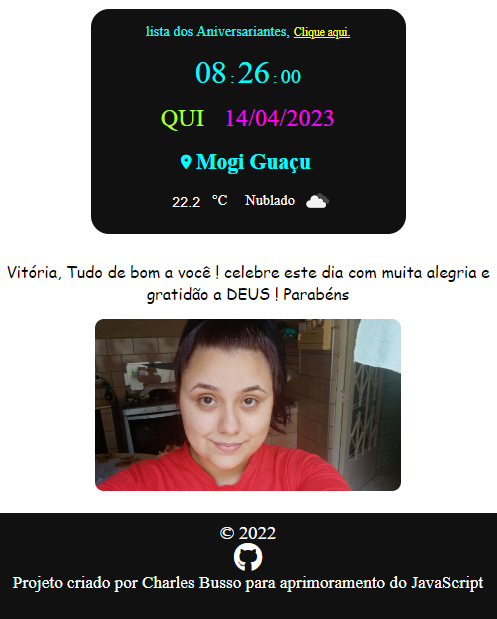 lista dos Aniversariantes, Clique aqui.
08 : 26 : 00
QUI 14/04/2023
Mogi Guaçu
22.2 °C Nublado
Vitória, Tudo de bom a você ! celebre este dia com muita alegria e
gratidão a DEUS ! Parabéns
© 2022
Projeto criado por Charles Busso para aprimoramento do JavaScript